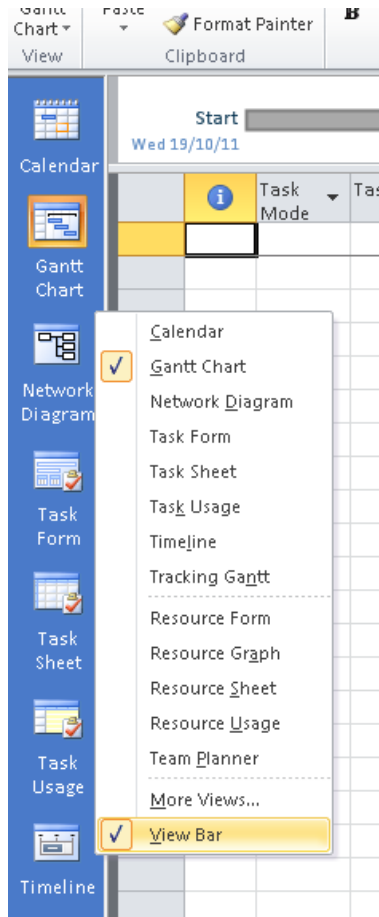 Gantt
Paste
Chart
Format Painter
B
View
Clipboard
Calendar
Start
Wed 19/10/11
Task
Mode
Tas
Gantt
Chart
Network
Diagram
Task
Form
Task
Sheet
Task
Usage
Timeline
Calendar
Gantt Chart
Network Diagram
Task Form
Task Sheet
Task Usage
Timeline
Tracking Gantt
Resource Form
Resource Graph
Resource Sheet
Resource Usage
Team Planner
More Views...
View Bar